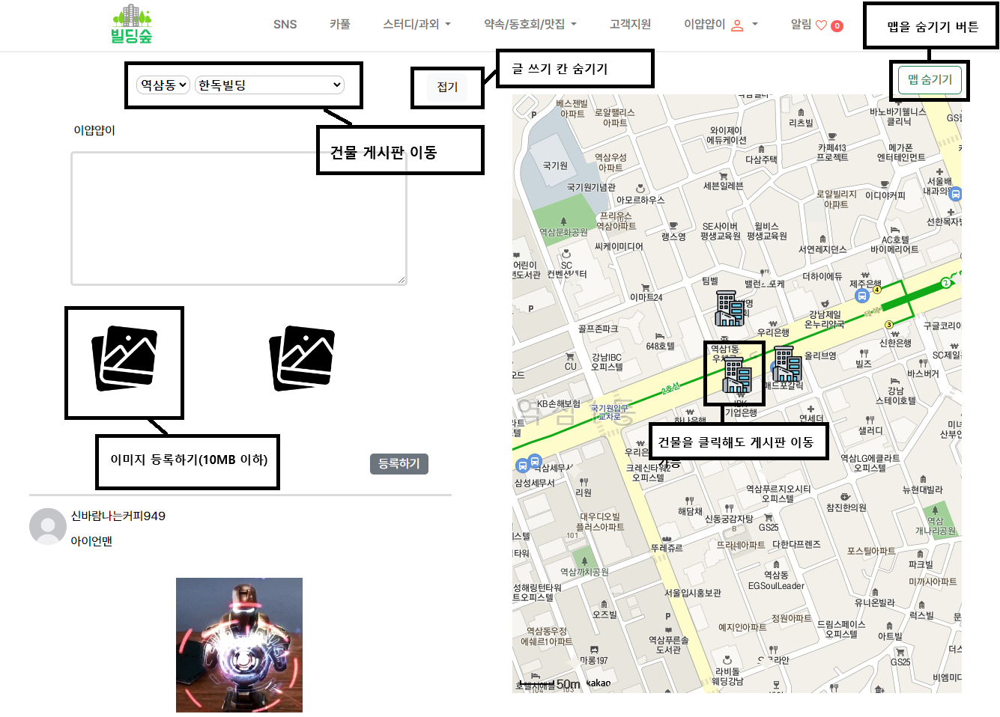 빌딩숲
SNS
카풀
스터디/과외
약속/동호회/맛집
고객지원
이얍얍이
알림
0
맵을 숨기기 버튼
역삼동
한독빌딩
접기
글 쓰기 칸 숨기기
맵 숨기기
이얍얍이
건물 게시판 이동
이미지 등록하기(10MB 이하)
등록하기
신바람나는커피949
아이언맨
베스젠빌
아파트
로얄팰리스
아파트
리츠빌
바노바기웰니스
클리닉
와이제이
에듀케이션
카페413
프로젝트
메가폰
엔터테인먼트
다삼주택
역삼우성
아파트
국기원
국기원기념관
세븐일레븐
아모르하우스
로얄빌리지
아파트
이디야커피
서울배
내과의원
역삼문화공원
프리유스
역삼아파트
랭스영
SE사이버
평생교육원
윌비스
평생교육원
선한목자
씨케이미디어
서연레지던스
AC호텔
바이메리어트
어린이
도서관
SC
컨벤션센터
이마트24
팀벨
밸런스포케
더하이에듀
제주은행
4
2
골프존파크
648호텔
우리은행
강남제일
온누리약국
3
신한은행
구글코리아
강남IBC
오피스텔
CU
역삼1동
올리브영
빌즈
바스버거
SC제일
매드포갈릭
강남
스테이호텔
2호선
KB손해보험
역삼1동
국기원입구
교차로
하나은행
IBK
기업은행
연세더
샐러디
건물을 클릭해도 게시판 이동
가능
우리은행
크레신타워2
오피스텔
역삼세무서
삼성세무서
리원
역삼LG에클라트
오피스텔
역삼푸르지오시티
오피스텔
뉴현대빌라
해담채
신동궁감자탕
참진한의원
GS25
대우디오빌
플러스아파트
101
역삼
개나리공원
뚜레쥬르
뜨라네아파트
다한다프렌즈
포스틸아파트
파크빌
역삼까치공원
역삼동
EGSoulLeader
미까사아파트
성해링턴타워
오피스텔
서울입시홍보관
유니온빌라
오즈빌
럭스빌
역삼동우정
에쉐르1아파트
예지인아파트
정원아파트
드림스페이스
오피스텔
아트빌
역삼푸른솔
도서관
마롱197
GS25
라비돌
웨딩강남
비엠미디
50m
kakao